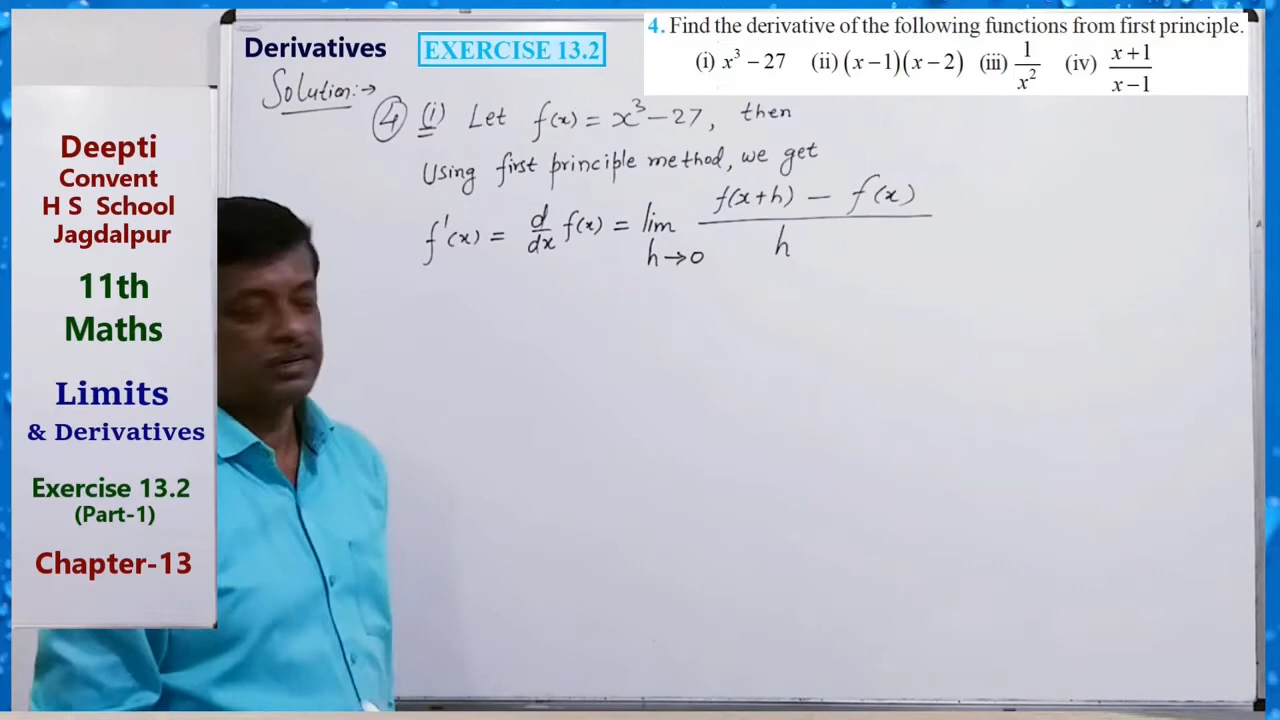 Derivatives
EXERCISE 13.2
4. Find the derivative of the following functions from first principle.
(i) x³ − 27 (ii) (x−1)(x−2) (iii) 1/x² (iv) (x+1)/(x−1)
Solution:→
④ (i) Let f(x) = x³ − 27, then
Using first principle method, we get
f'(x) = d/dx f(x) = lim h→0 (f(x+h) − f(x))/h
Deepti
Convent
H S School
Jagdalpur
11th
Maths
Limits
& Derivatives
Exercise 13.2
(Part-1)
Chapter-13